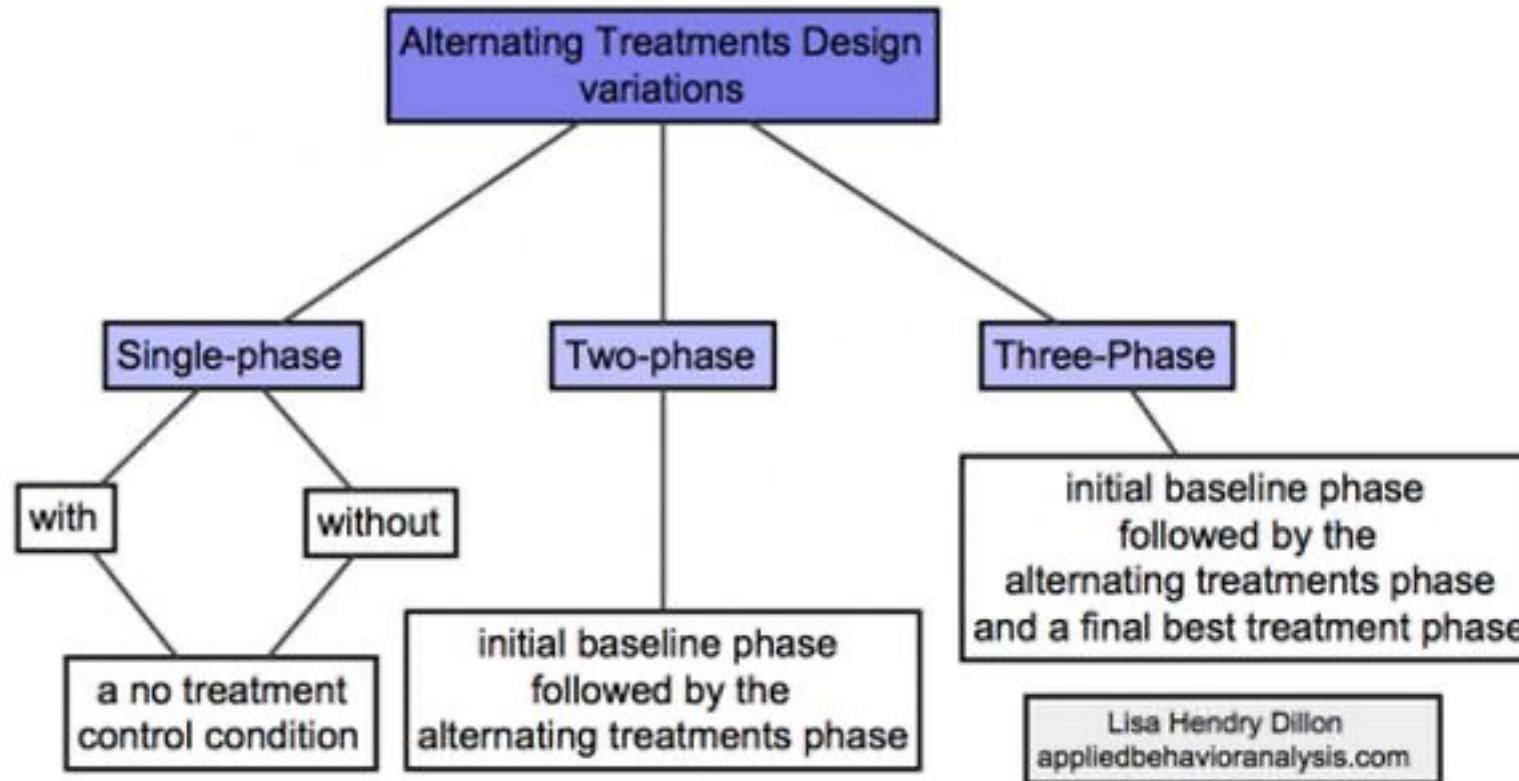 Alternating Treatments Design
variations
Single-phase
Two-phase
Three-Phase
with
without
a no treatment
control condition
initial baseline phase
followed by the
alternating treatments phase
initial baseline phase
followed by the
alternating treatments phase
and a final best treatment phase
Lisa Hendry Dillon
appliedbehavioranalysis.com